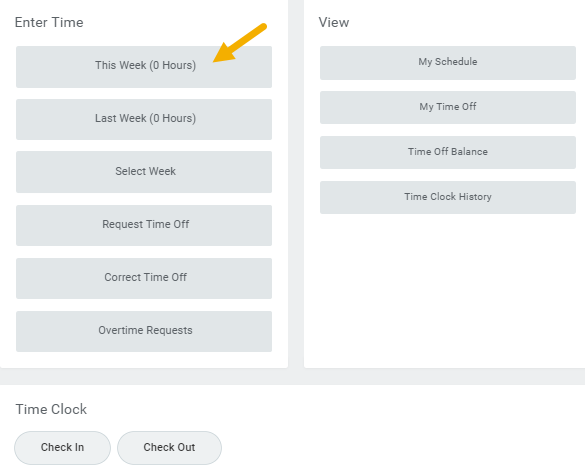 Enter Time
This Week (0 Hours)
Last Week (0 Hours)
Select Week
Request Time Off
Correct Time Off
Overtime Requests
View
My Schedule
My Time Off
Time Off Balance
Time Clock History
Time Clock
Check In
Check Out